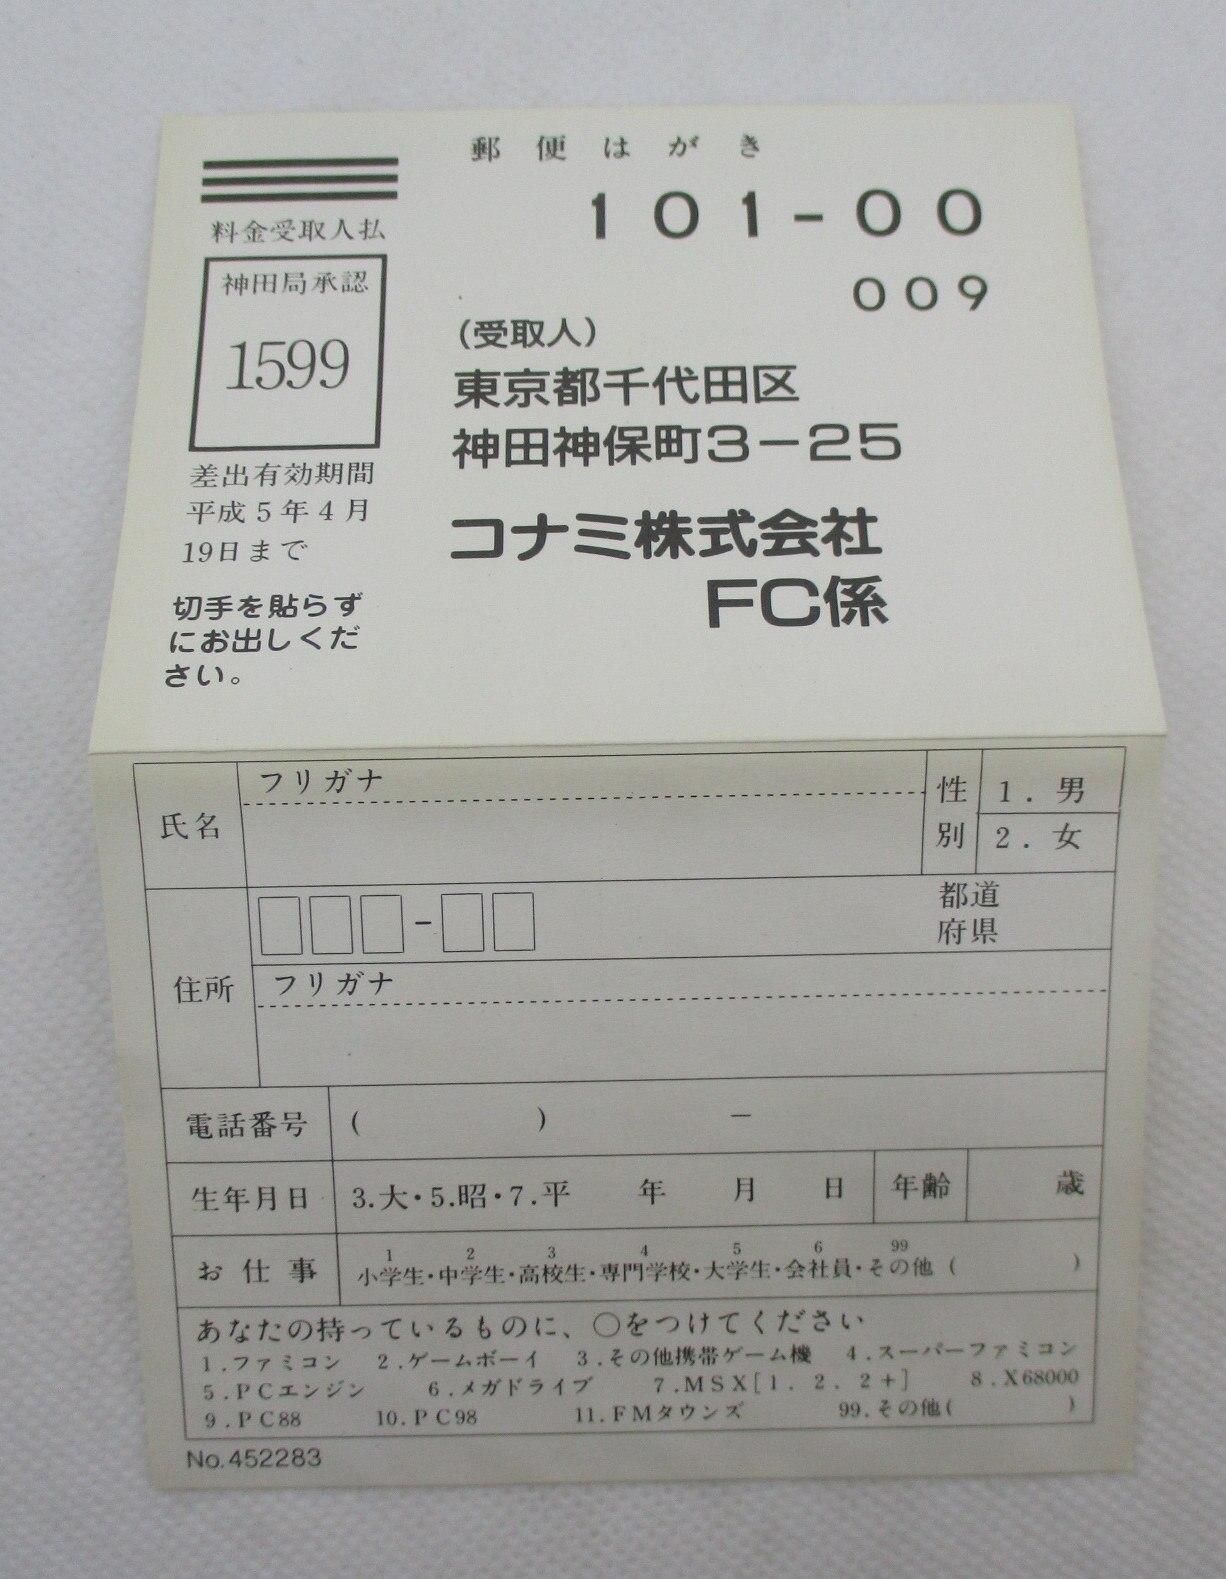 郵便はがき
料金受取人払
神田局承認
1599
差出有効期間
平成5年4月
19日まで
切手を貼らず
にお出しくだ
さい。
101-00
009
(受取人)
東京都千代田区
神田神保町3-25
コナミ株式会社
FC係
氏名
フリガナ
性別
1.男
2.女
住所
都道
府県
フリガナ
電話番号 ( ) -
生年月日 3.大・5.昭・7.平 年 月 日 年齢 歳
お仕事
1 2 3 4 5 6 99
小学生・中学生・高校生・専門学校・大学生・会社員・その他 ( )
あなたの持っているものに、○をつけてください
1.ファミコン 2.ゲームボーイ 3.その他携帯ゲーム機 4.スーパーファミコン
5.PCエンジン 6.メガドライブ 7.MSX[1.2.2+] 8.X68000
9.PC88 10.PC98 11.FMタウンズ 99.その他( )
No.452283